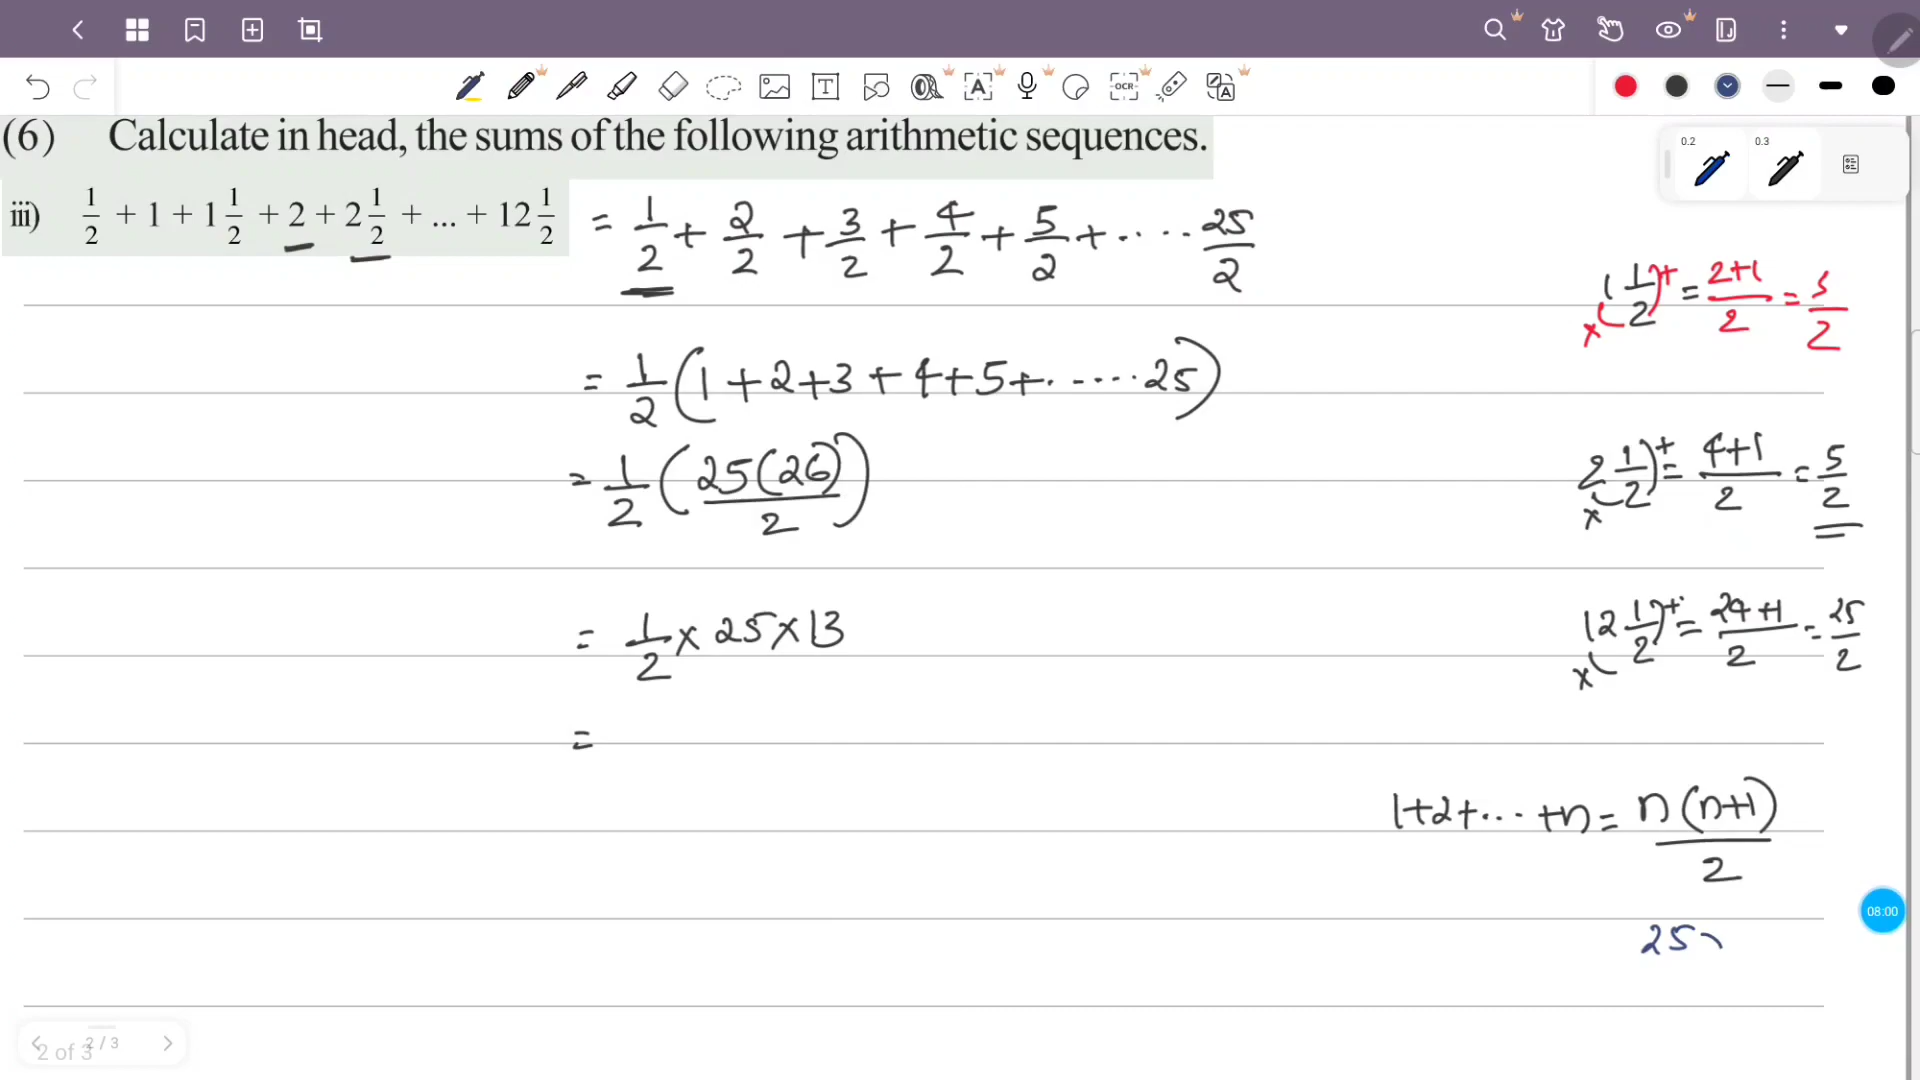 0.2 0.3
(6) Calculate in head, the sums of the following arithmetic sequences.
iii) 1/2 + 1 + 1 1/2 + 2 + 2 1/2 + ... + 12 1/2 = 1/2 + 2/2 + 3/2 + 4/2 + 5/2 + ..... 25/2
1 1/2 )+ = 2+1/2 = 3/2
x
= 1/2 (1 + 2 + 3 + 4 + 5 + ...... 25)
= 1/2 (25(26)/2)
2 1/2 )+ = 4+1/2 = 5/2
x
= 1/2 x 25 x 13
12 1/2 )+ = 24+1/2 = 25/2
x
=
1+2+... +n = n(n+1)/2
08:00
25
2/3
2 of 3